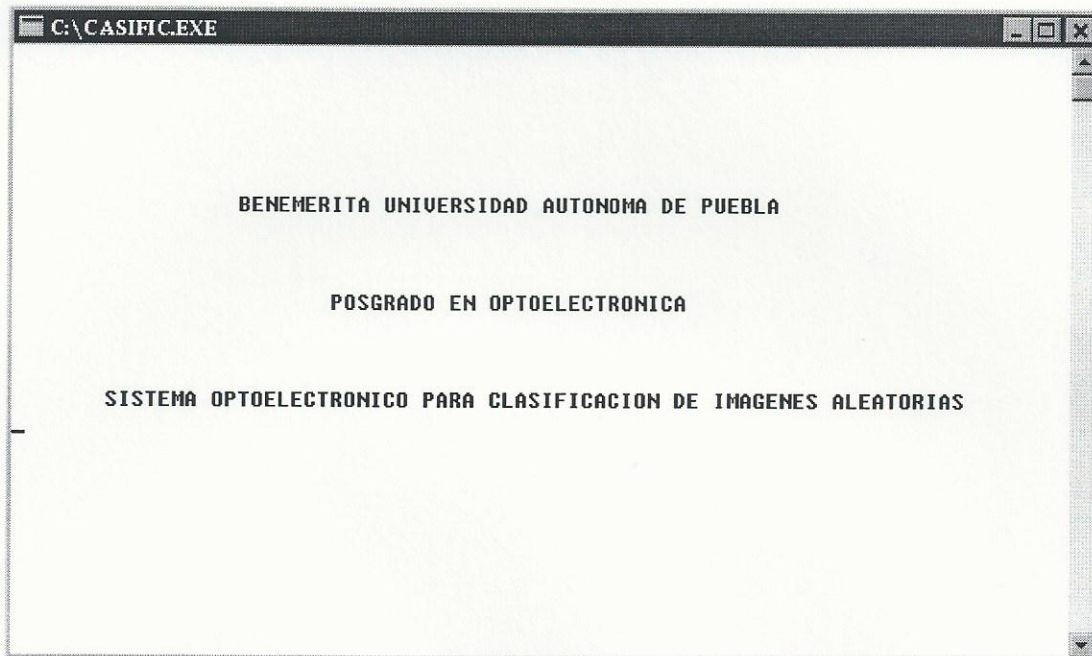 C:\CASIFIC.EXE
BENEMERITA UNIVERSIDAD AUTONOMA DE PUEBLA
POSGRADO EN OPTOELECTRONICA
SISTEMA OPTOELECTRONICO PARA CLASIFICACION DE IMAGENES ALEATORIAS